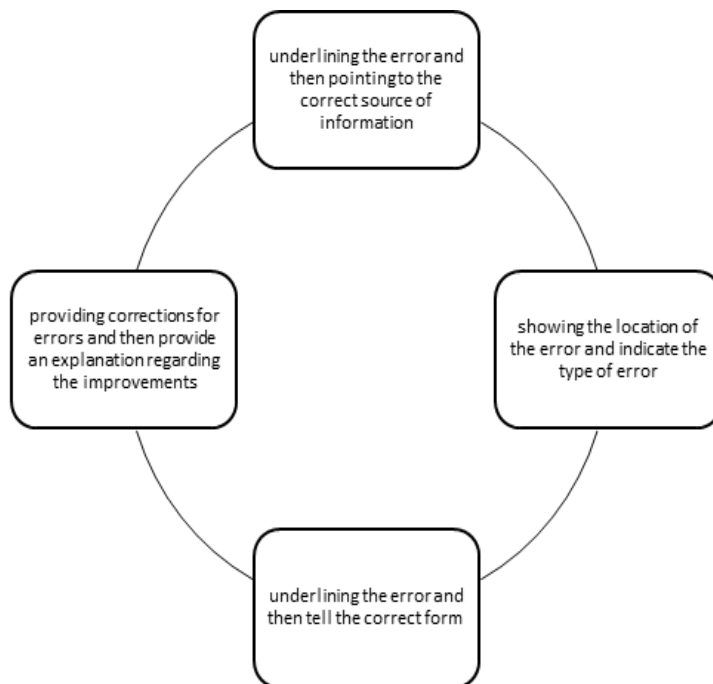 underlining the error and
then pointing to the
correct source of
information
providing corrections for
errors and then provide
an explanation regarding
the improvements
showing the location of
the error and indicate the
type of error
underlining the error and
then tell the correct form